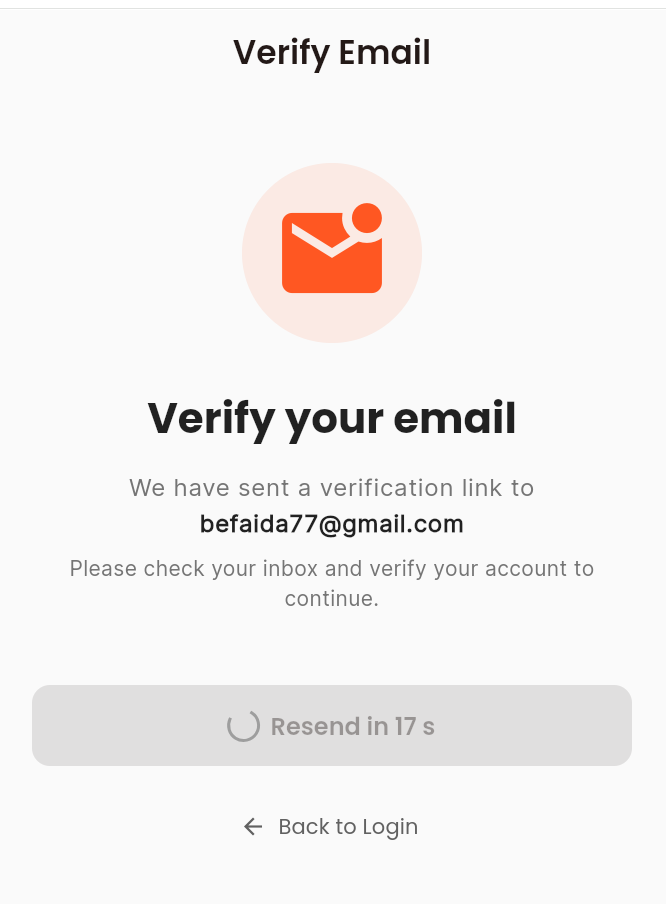 Verify Email
Verify your email
We have sent a verification link to
befaida77@gmail.com
Please check your inbox and verify your account to
continue.
Resend in 17 s
Back to Login